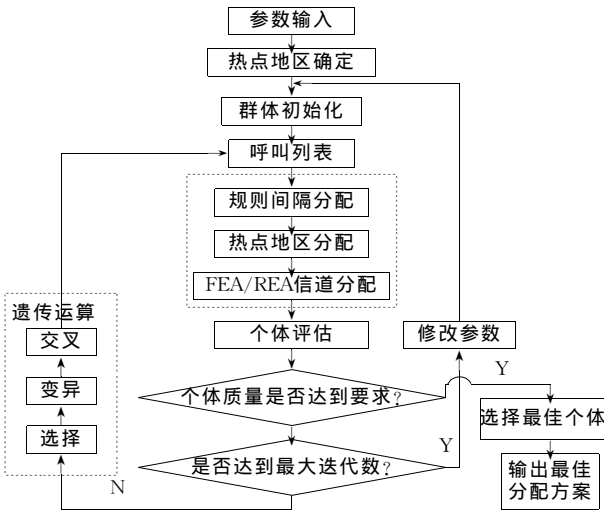 参数输入
热点地区确定
群体初始化
呼叫列表
规则间隔分配
热点地区分配
FEA/REA信道分配
遗传运算
交叉
变异
选择
个体评估
修改参数
个体质量是否达到要求?
Y
选择最佳个体
是否达到最大迭代数?
Y
N
输出最佳
分配方案